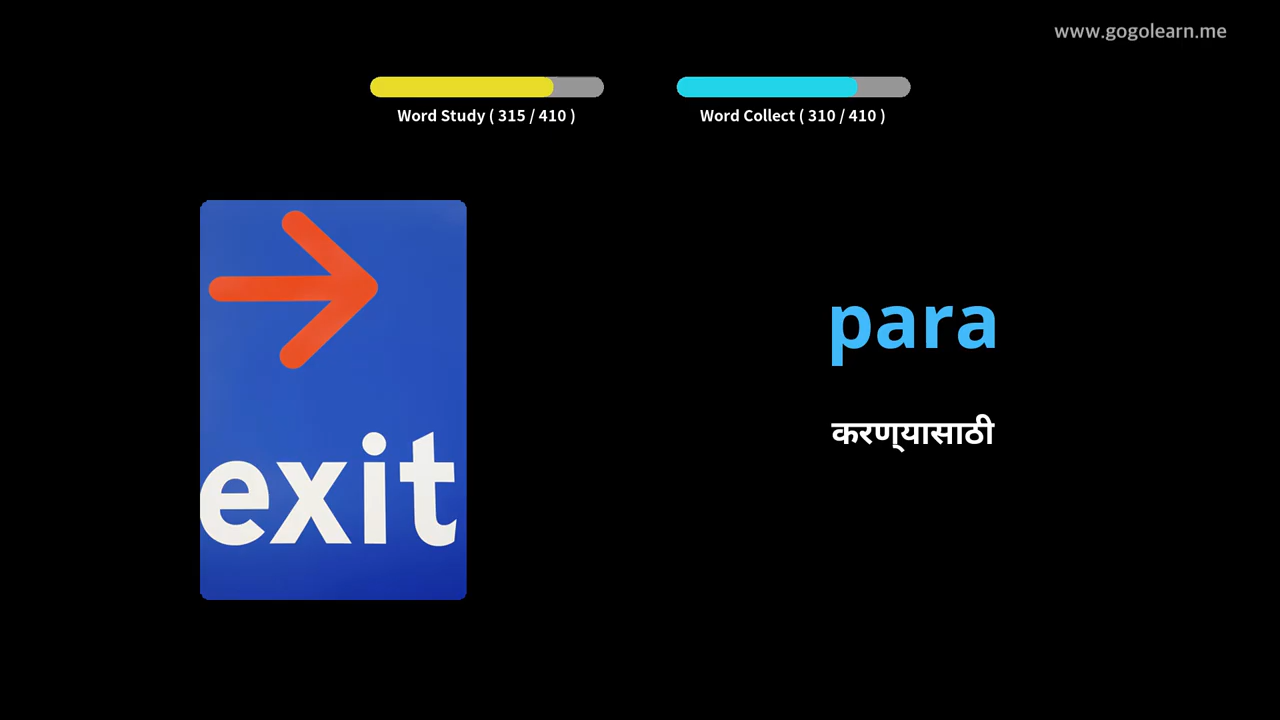 www.gogolearn.me
Word Study ( 315 / 410 )
Word Collect ( 310 / 410 )
exit
para
करण्यासाठी